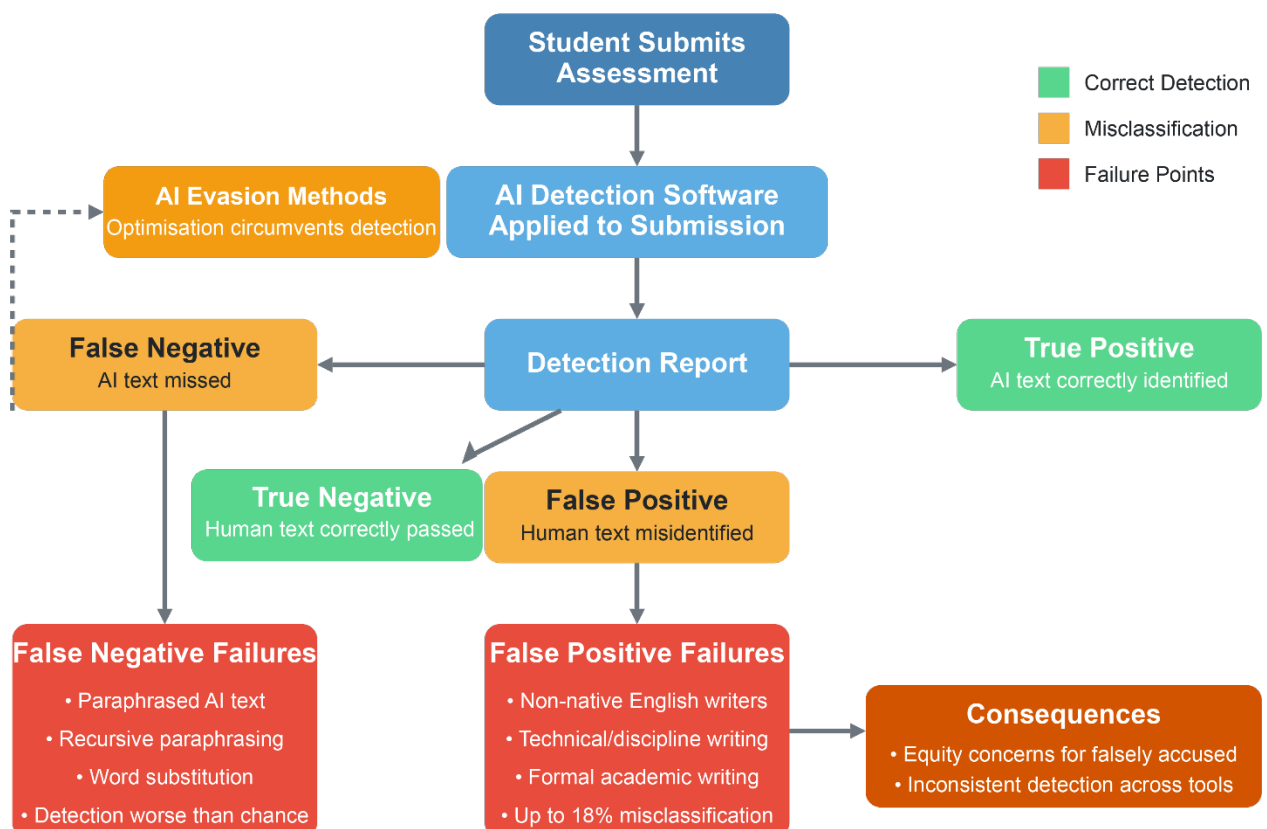 Student Submits
Assessment
Correct Detection
Misclassification
Failure Points
AI Evasion Methods
Optimisation circumvents detection
AI Detection Software
Applied to Submission
False Negative
AI text missed
Detection Report
True Positive
AI text correctly identified
True Negative
Human text correctly passed
False Positive
Human text misidentified
False Negative Failures
• Paraphrased AI text
• Recursive paraphrasing
• Word substitution
• Detection worse than chance
False Positive Failures
• Non-native English writers
• Technical/discipline writing
• Formal academic writing
• Up to 18% misclassification
Consequences
• Equity concerns for falsely accused
• Inconsistent detection across tools